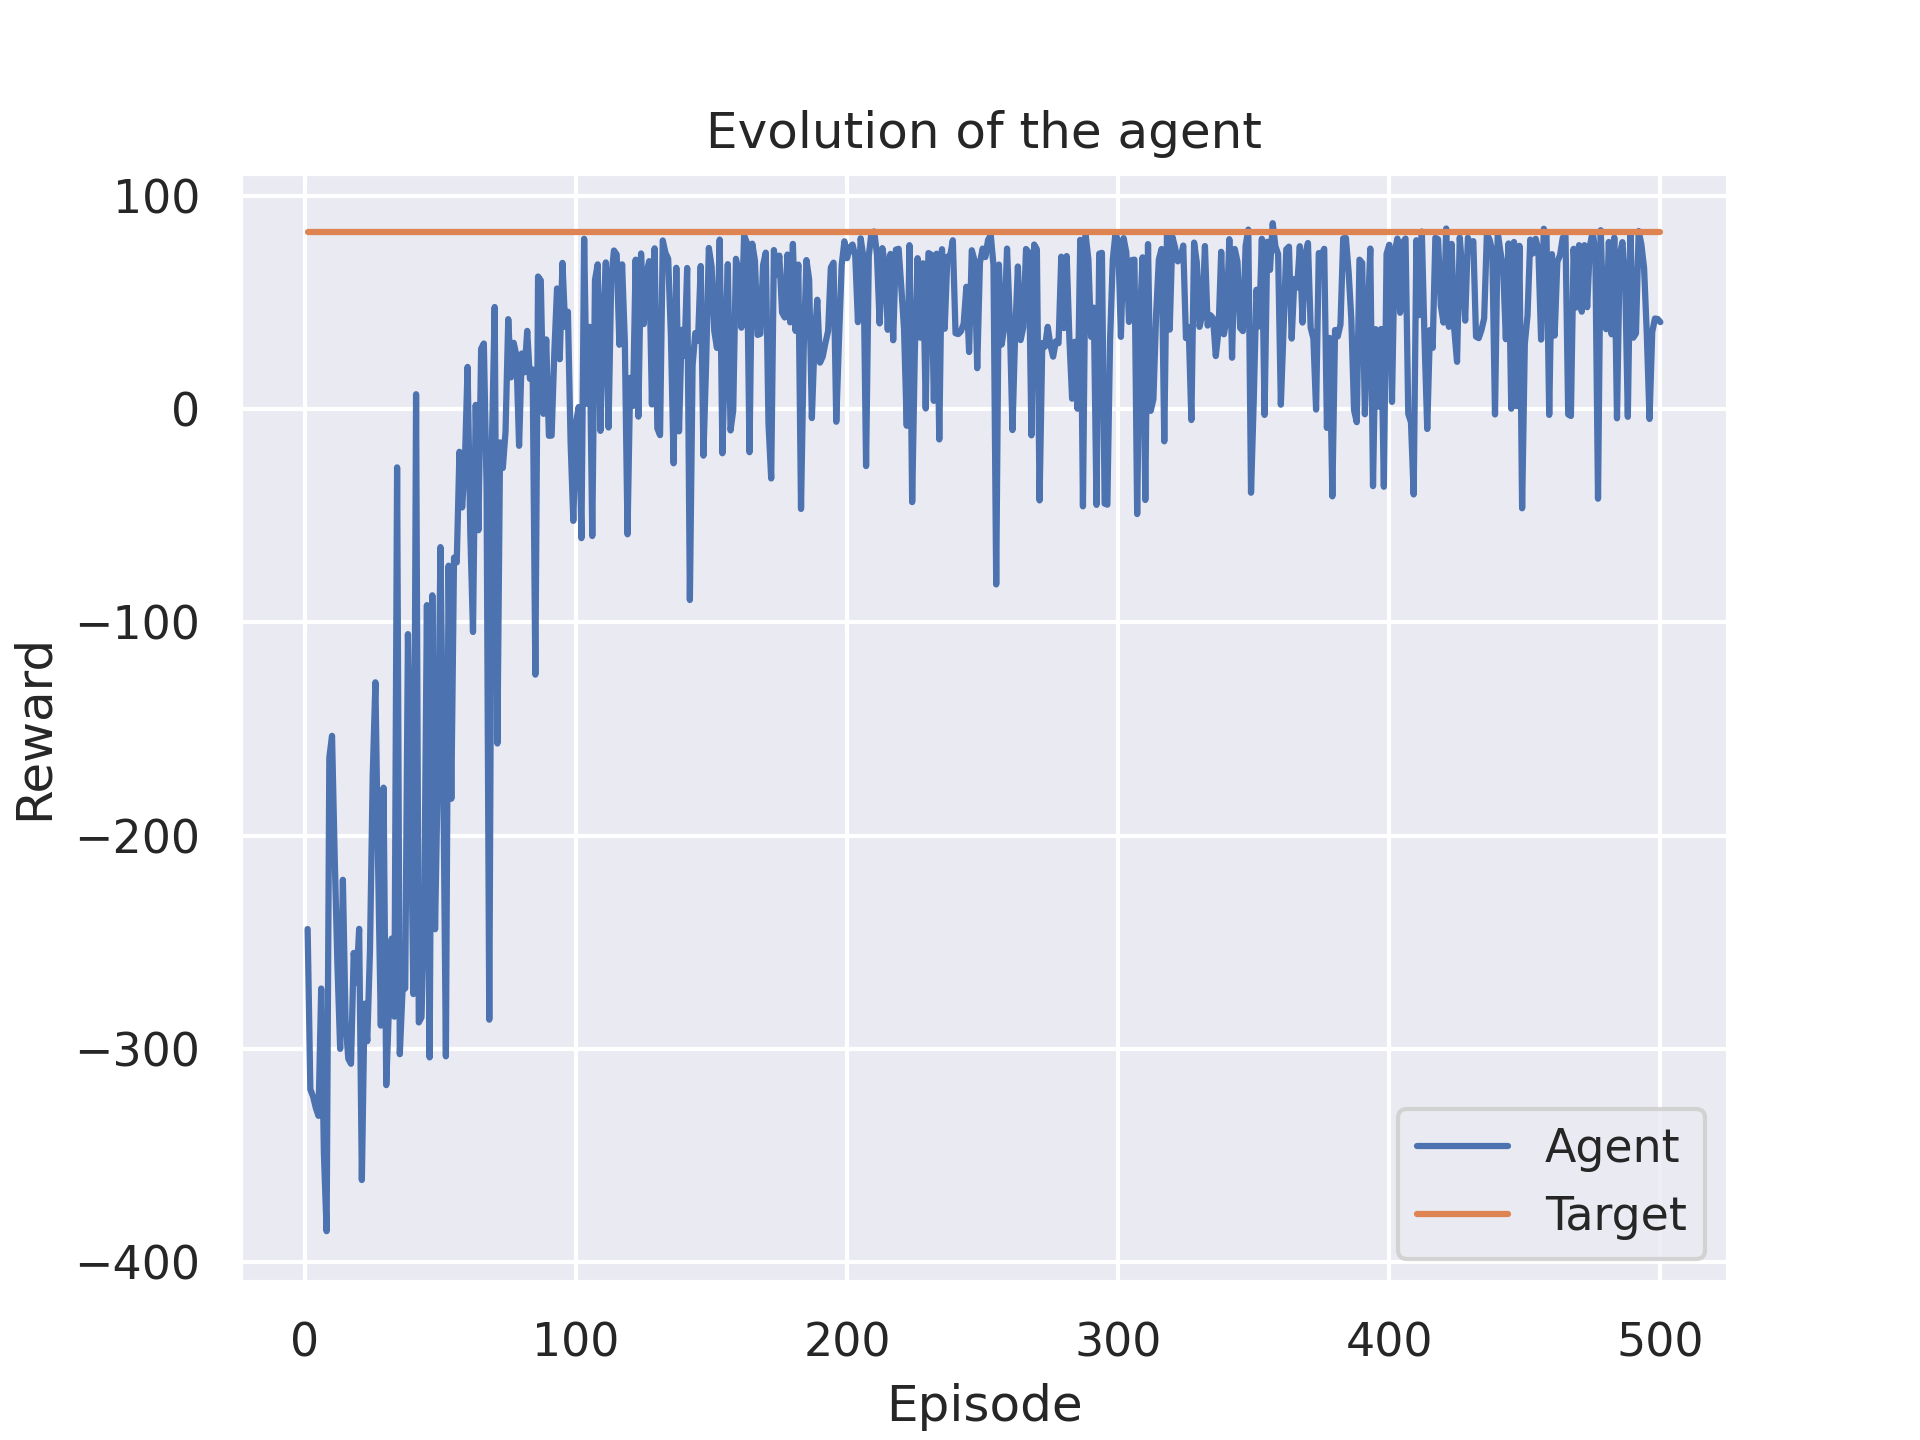 Evolution of the agent
100
0
−100
−200
−300
−400
Reward
0 100 200 300 400 500
Episode
Agent
Target